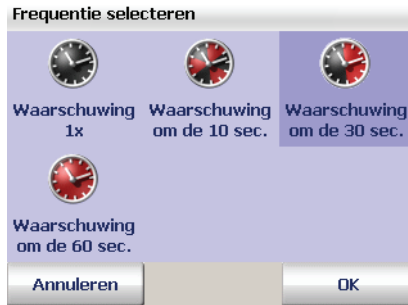 Frequentie selecteren
Waarschuwing
1x
Waarschuwing
om de 10 sec.
Waarschuwing
om de 30 sec.
Waarschuwing
om de 60 sec.
Annuleren
OK